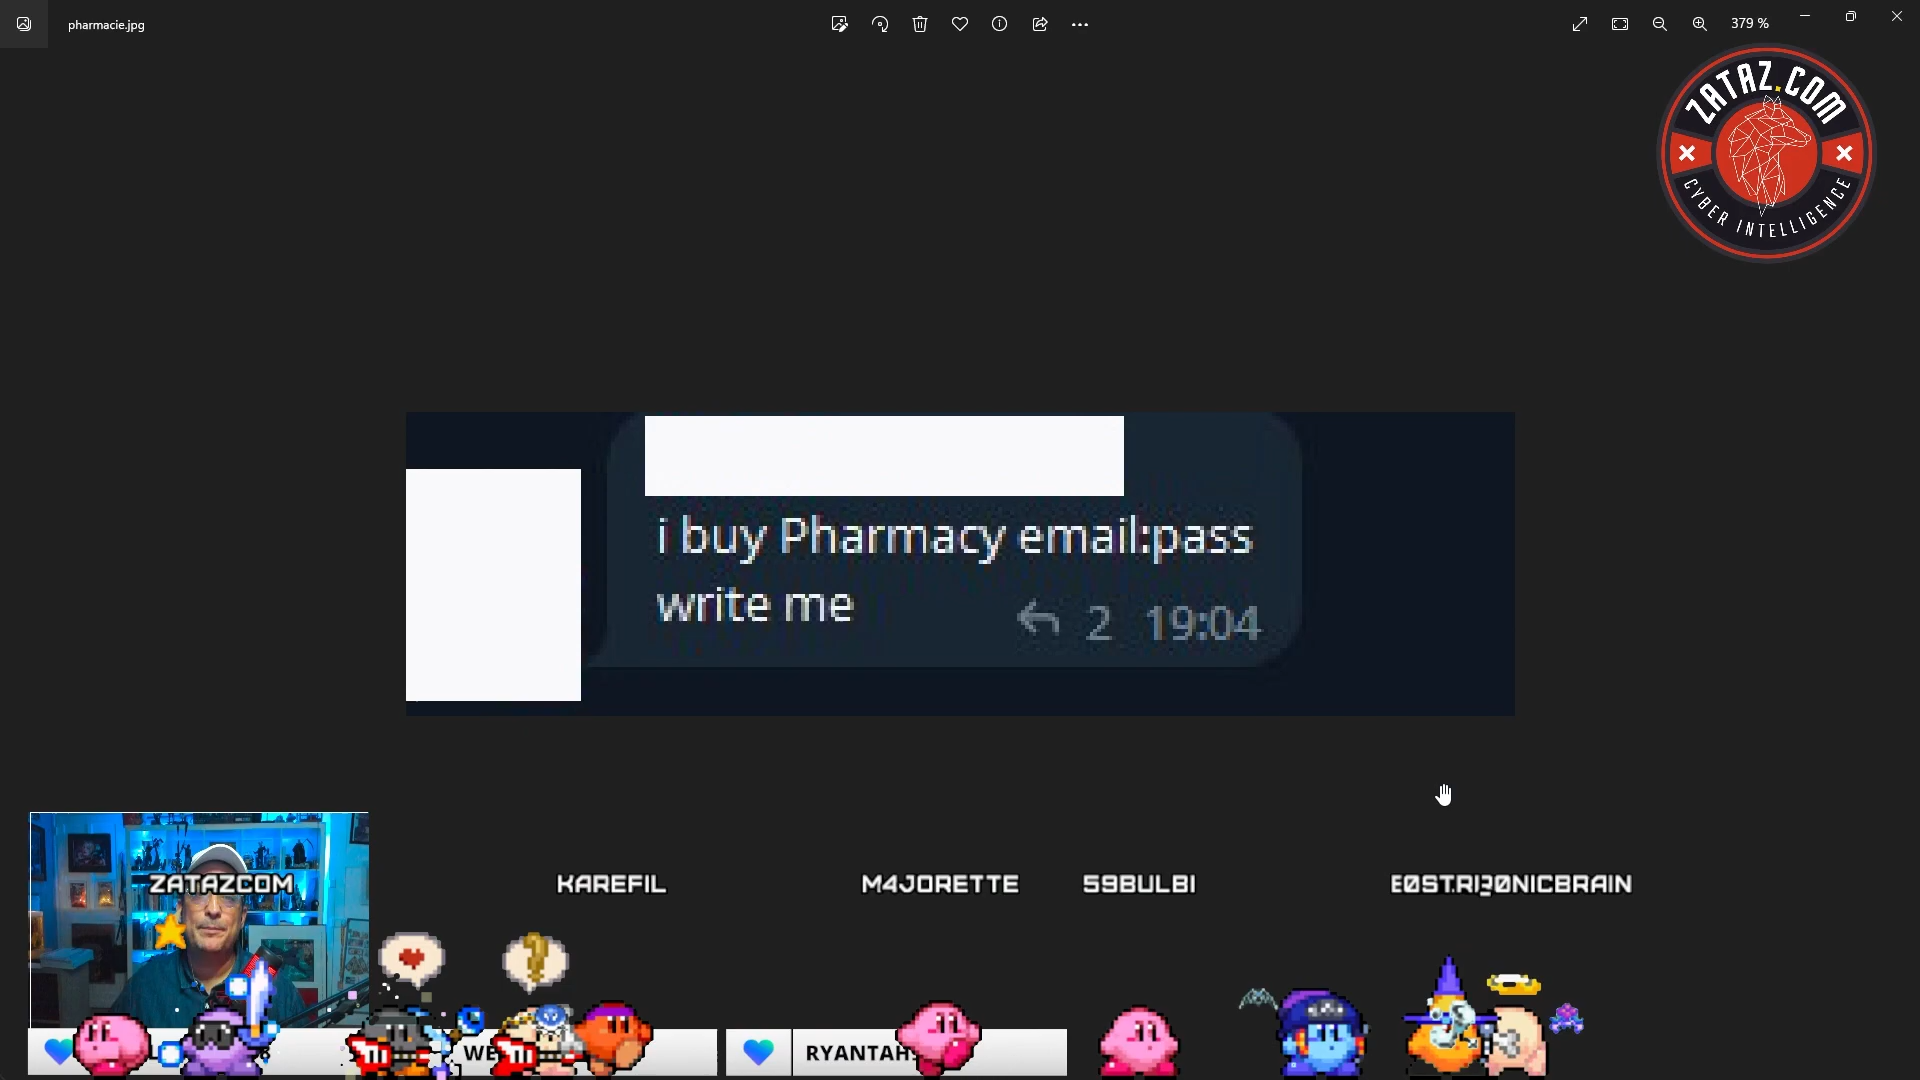 pharmacie.jpg
379 %
ZATAZ.COM
CYBER INTELLIGENCE
i buy Pharmacy email:pass
write me
2 19:04
ZATAZCOM
KAREFIL
M4JORETTE
59BULBI
WE
RYANTAH